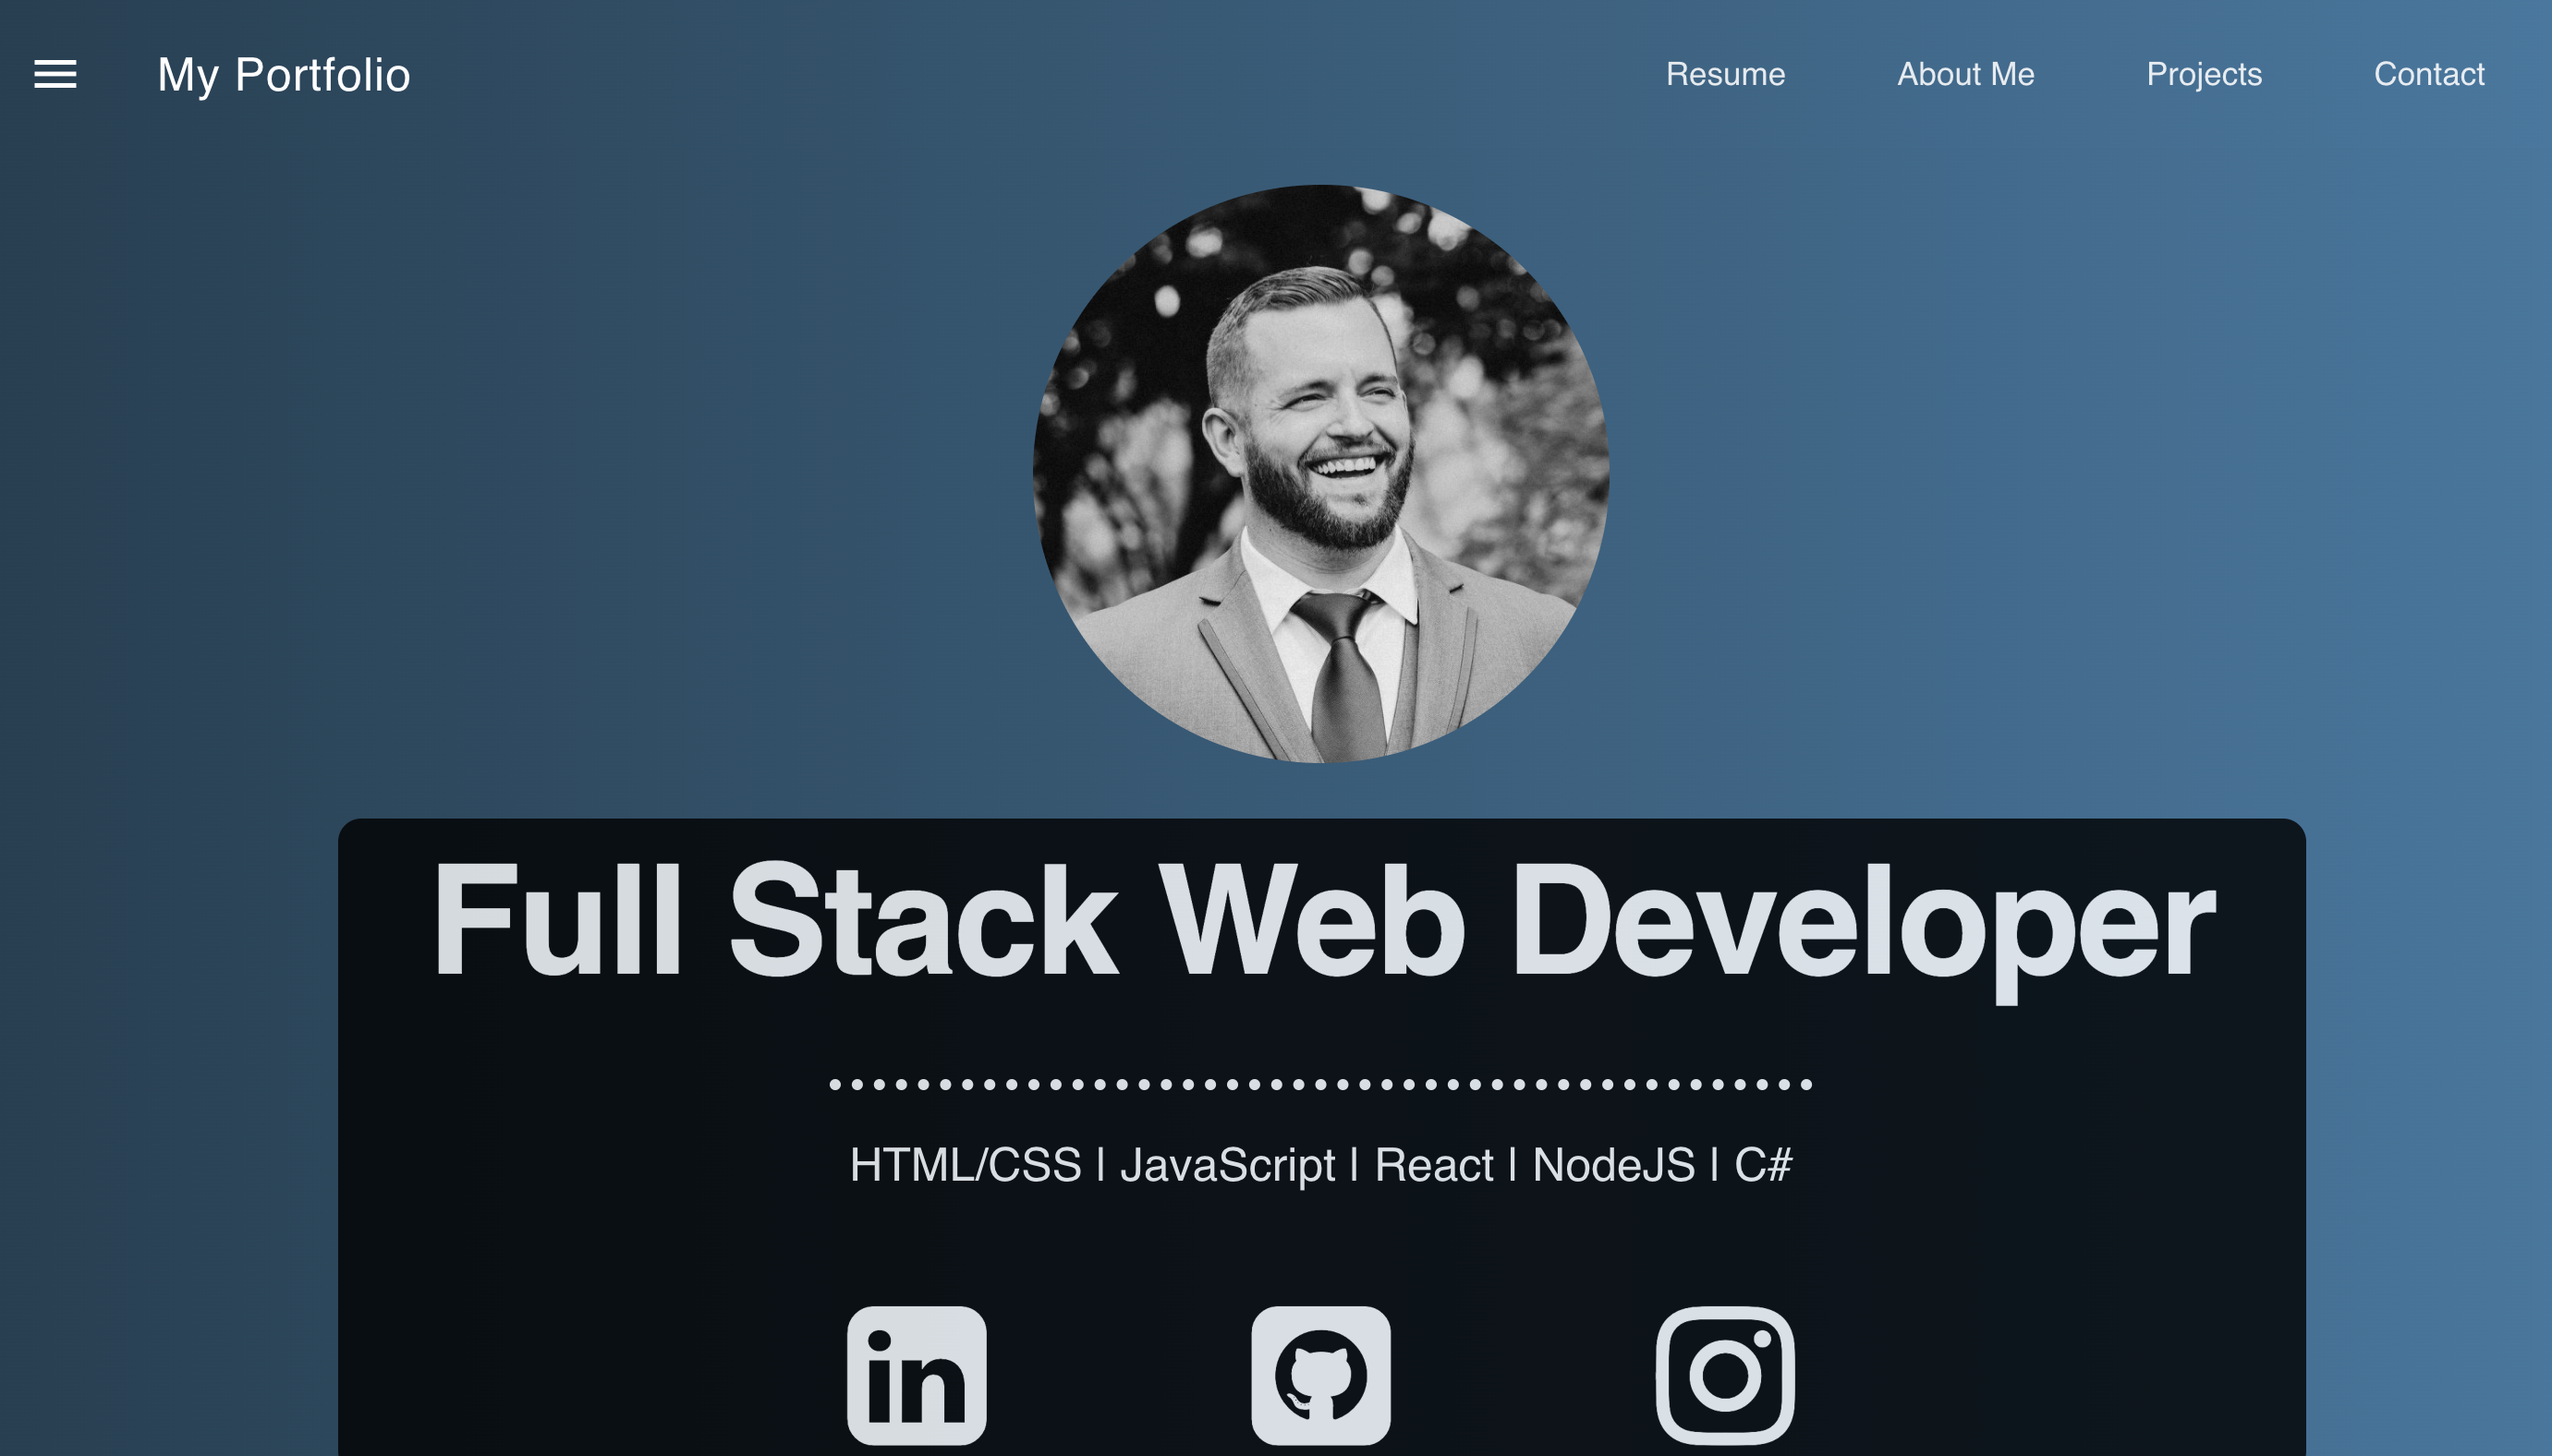 My Portfolio
Resume
About Me
Projects
Contact
Full Stack Web Developer
HTML/CSS | JavaScript | React | NodeJS | C#
in